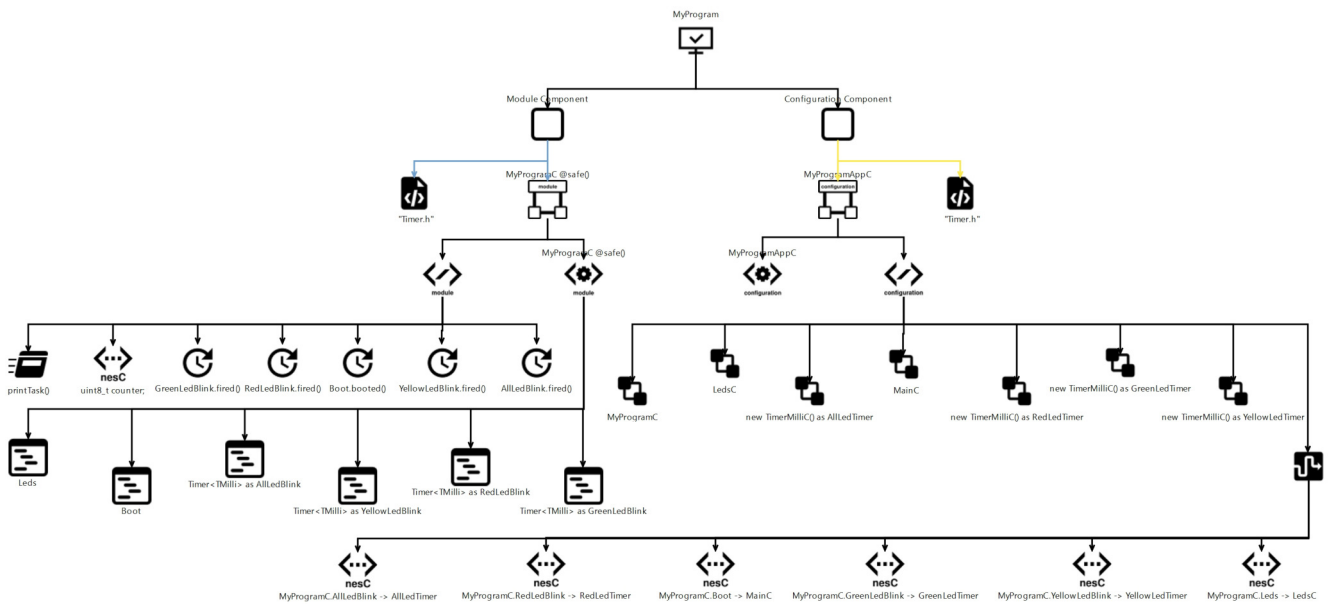 MyProgram
Module Component
Configuration Component
MyProgramC @safe()
MyProgramAppC
module
configuration
"Timer.h"
"Timer.h"
MyProgramC @safe()
MyProgramAppC
module
module
configuration
configuration
nesC
printTask()
uint8_t counter;
GreenLedBlink.fired()
RedLedBlink.fired()
Boot.booted()
YellowLedBlink.fired()
AllLedBlink.fired()
LedsC
MainC
new TimerMilliC() as GreenLedTimer
MyProgramC
new TimerMilliC() as AllLedTimer
new TimerMilliC() as RedLedTimer
new TimerMilliC() as YellowLedTimer
Leds
Timer<TMilli> as AllLedBlink
Timer<TMilli> as RedLedBlink
Boot
Timer<TMilli> as YellowLedBlink
Timer<TMilli> as GreenLedBlink
nesC
nesC
nesC
nesC
nesC
nesC
MyProgramC.AllLedBlink -> AllLedTimer
MyProgramC.RedLedBlink -> RedLedTimer
MyProgramC.Boot -> MainC
MyProgramC.GreenLedBlink -> GreenLedTimer
MyProgramC.YellowLedBlink -> YellowLedTimer
MyProgramC.Leds -> LedsC